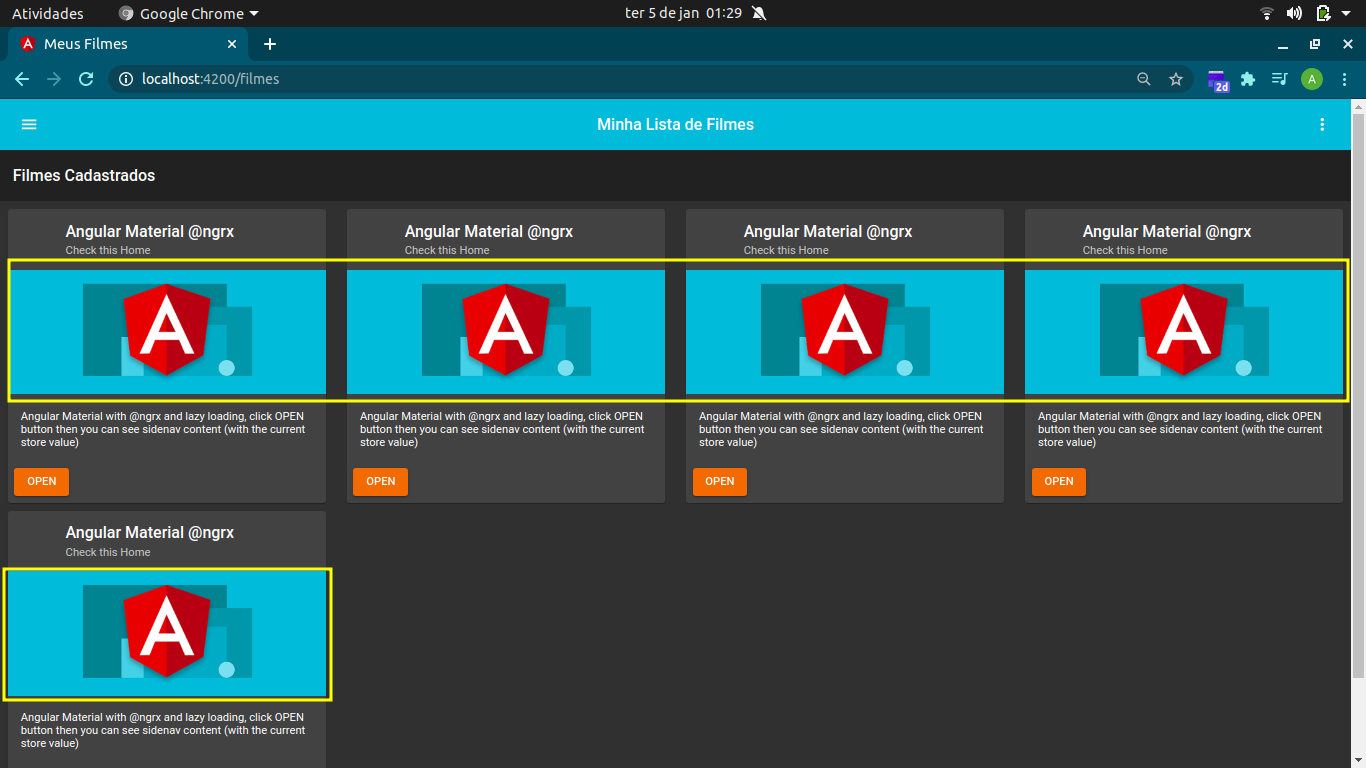 Atividades Google Chrome ter 5 de jan 01:29
Meus Filmes
localhost:4200/filmes
2d
A
Minha Lista de Filmes
Filmes Cadastrados
Angular Material @ngrx
Check this Home
A
Angular Material with @ngrx and lazy loading, click OPEN
button then you can see sidenav content (with the current
store value)
OPEN
Angular Material @ngrx
Check this Home
A
Angular Material with @ngrx and lazy loading, click OPEN
button then you can see sidenav content (with the current
store value)
OPEN
Angular Material @ngrx
Check this Home
A
Angular Material with @ngrx and lazy loading, click OPEN
button then you can see sidenav content (with the current
store value)
OPEN
Angular Material @ngrx
Check this Home
A
Angular Material with @ngrx and lazy loading, click OPEN
button then you can see sidenav content (with the current
store value)
OPEN
Angular Material @ngrx
Check this Home
A
Angular Material with @ngrx and lazy loading, click OPEN
button then you can see sidenav content (with the current
store value)